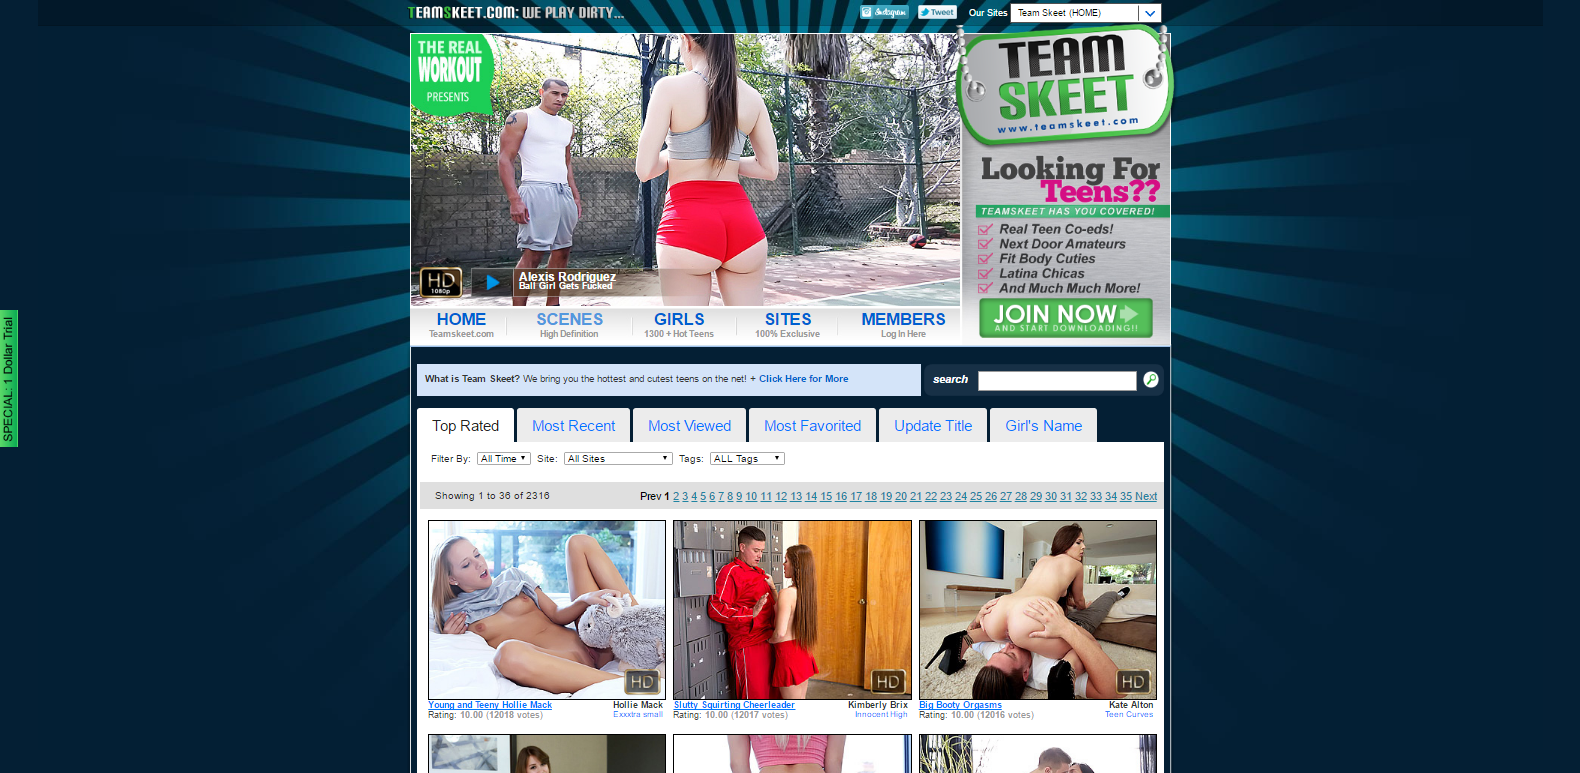 TEAMSKEET.COM: WE PLAY DIRTY...
Instagram
Tweet
Our Sites
Team Skeet (HOME)
THE REAL
WORKOUT
PRESENTS
TEAM
SKEET
www.teamskeet.com
Looking For
Teens??
TEAMSKEET HAS YOU COVERED!
Real Teen Co-eds!
Next Door Amateurs
Fit Body Cuties
Latina Chicas
And Much Much More!
JOIN NOW
AND START DOWNLOADING!!
HD
1080p
Alexis Rodriguez
Ball Girl Gets Fucked
HOME SCENES GIRLS SITES MEMBERS
Teamskeet.com High Definition 1300 + Hot Teens 100% Exclusive Log In Here
SPECIAL: 1 Dollar Trial
What is Team Skeet? We bring you the hottest and cutest teens on the net! + Click Here for More
search
Top Rated Most Recent Most Viewed Most Favorited Update Title Girl's Name
Filter By: All Time Site: All Sites Tags: ALL Tags
Showing 1 to 36 of 2316
Prev 1 2 3 4 5 6 7 8 9 10 11 12 13 14 15 16 17 18 19 20 21 22 23 24 25 26 27 28 29 30 31 32 33 34 35 Next
HD
HD
HD
Young and Teeny Hollie Mack Hollie Mack
Rating: 10.00 (12018 votes) Exxxtra small
Slutty Squirting Cheerleader Kimberly Brix
Rating: 10.00 (12017 votes) Innocent High
Big Booty Orgasms Kate Alton
Rating: 10.00 (12016 votes) Teen Curves